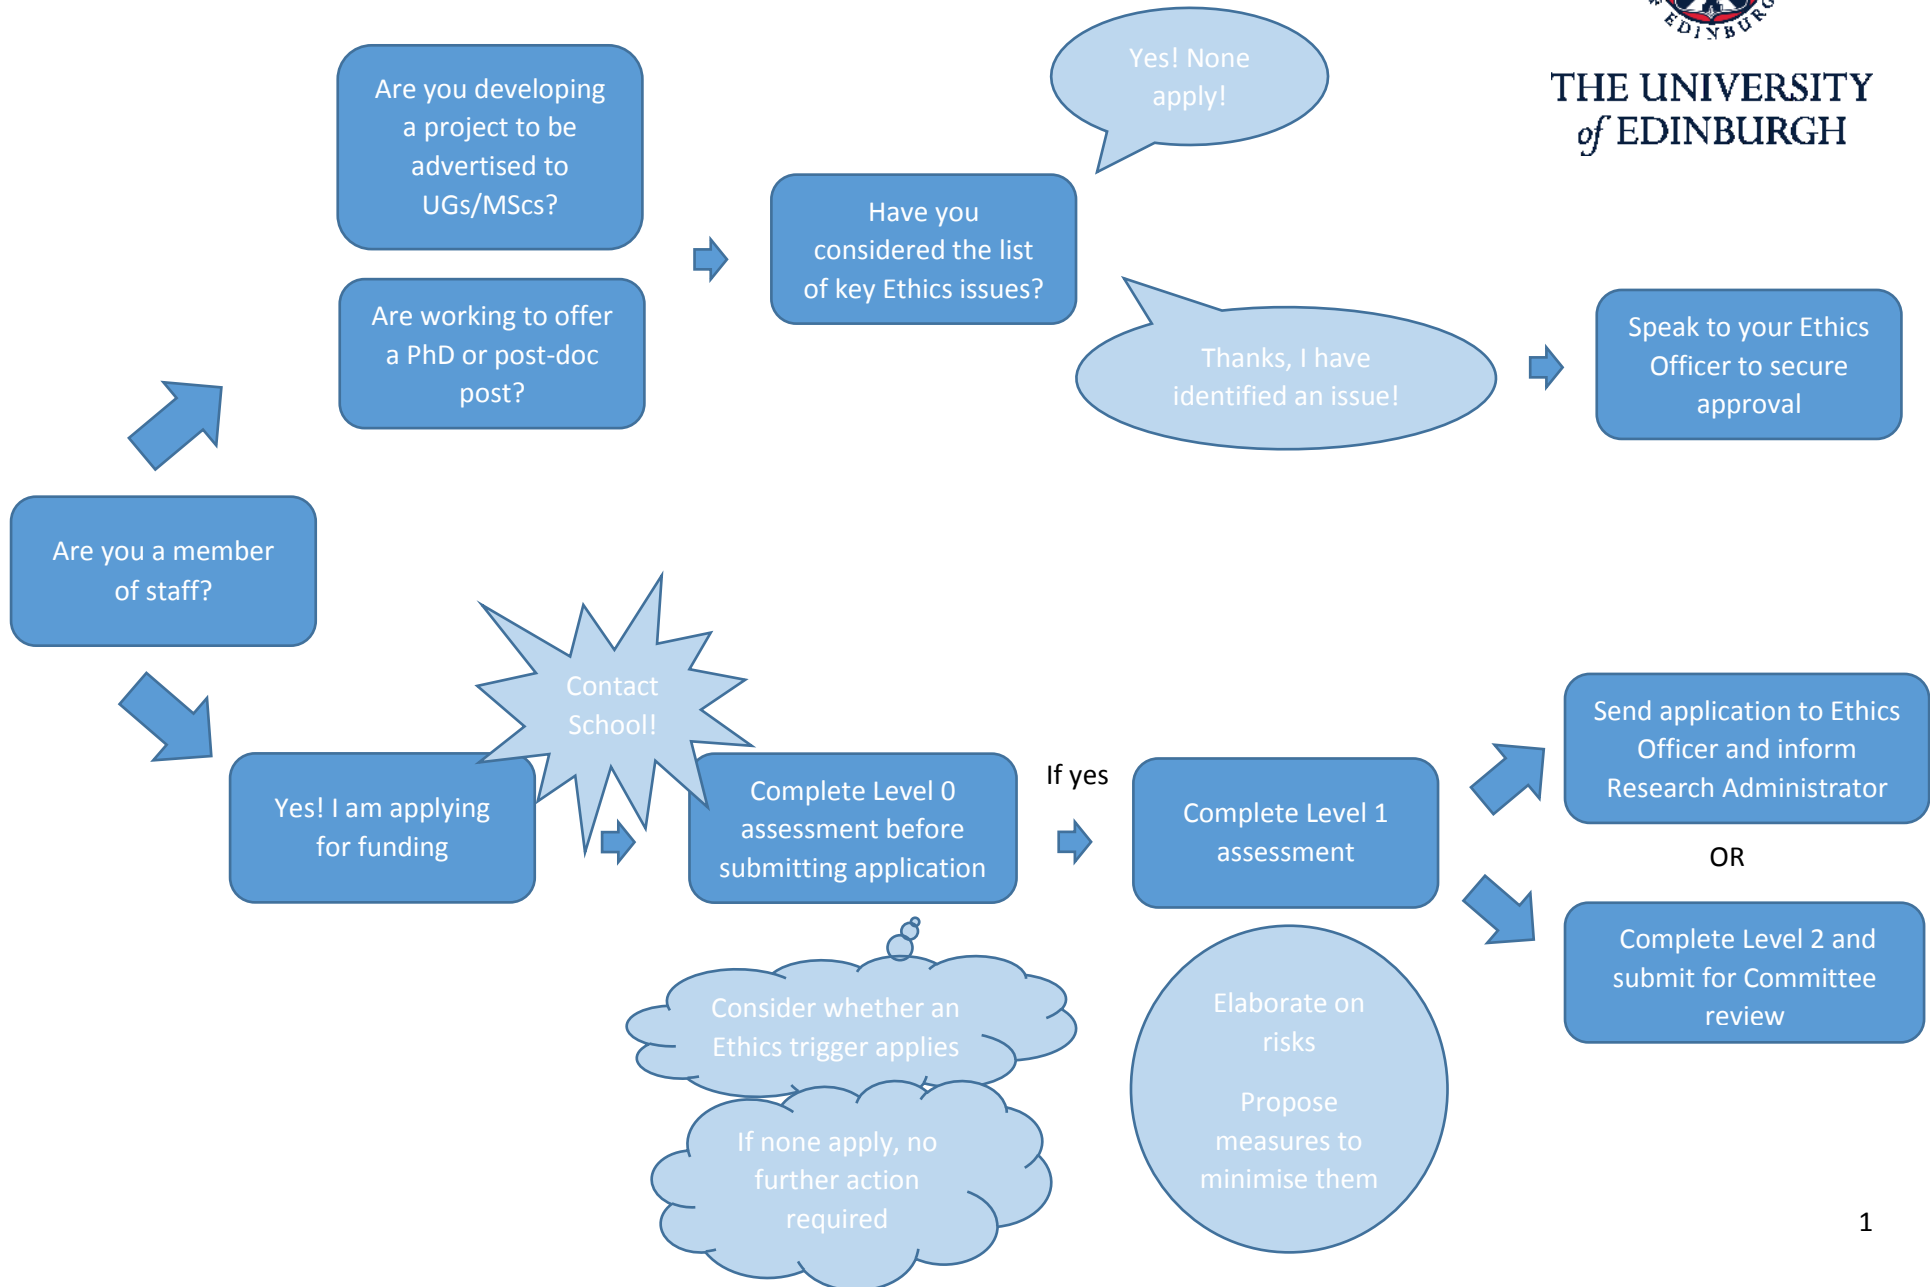 EDINBURGH
THE UNIVERSITY
of EDINBURGH
Are you developing
a project to be
advertised to
UGs/MScs?
Are working to offer
a PhD or post-doc
post?
Have you
considered the list
of key Ethics issues?
Yes! None
apply!
Thanks, I have
identified an issue!
Speak to your Ethics
Officer to secure
approval
Are you a member
of staff?
Yes! I am applying
for funding
Contact
School!
Complete Level 0
assessment before
submitting application
Consider whether an
Ethics trigger applies
If none apply, no
further action
required
If yes
Complete Level 1
assessment
Elaborate on
risks
Propose
measures to
minimise them
Send application to Ethics
Officer and inform
Research Administrator
OR
Complete Level 2 and
submit for Committee
review
1